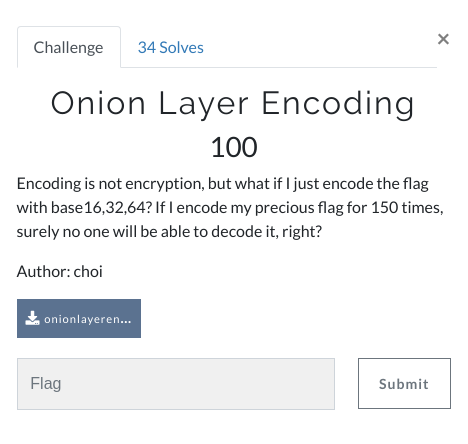 Challenge
34 Solves
×
Onion Layer Encoding
100
Encoding is not encryption, but what if I just encode the flag
with base16,32,64? If I encode my precious flag for 150 times,
surely no one will be able to decode it, right?
Author: choi
onionlayeren...
Flag
Submit